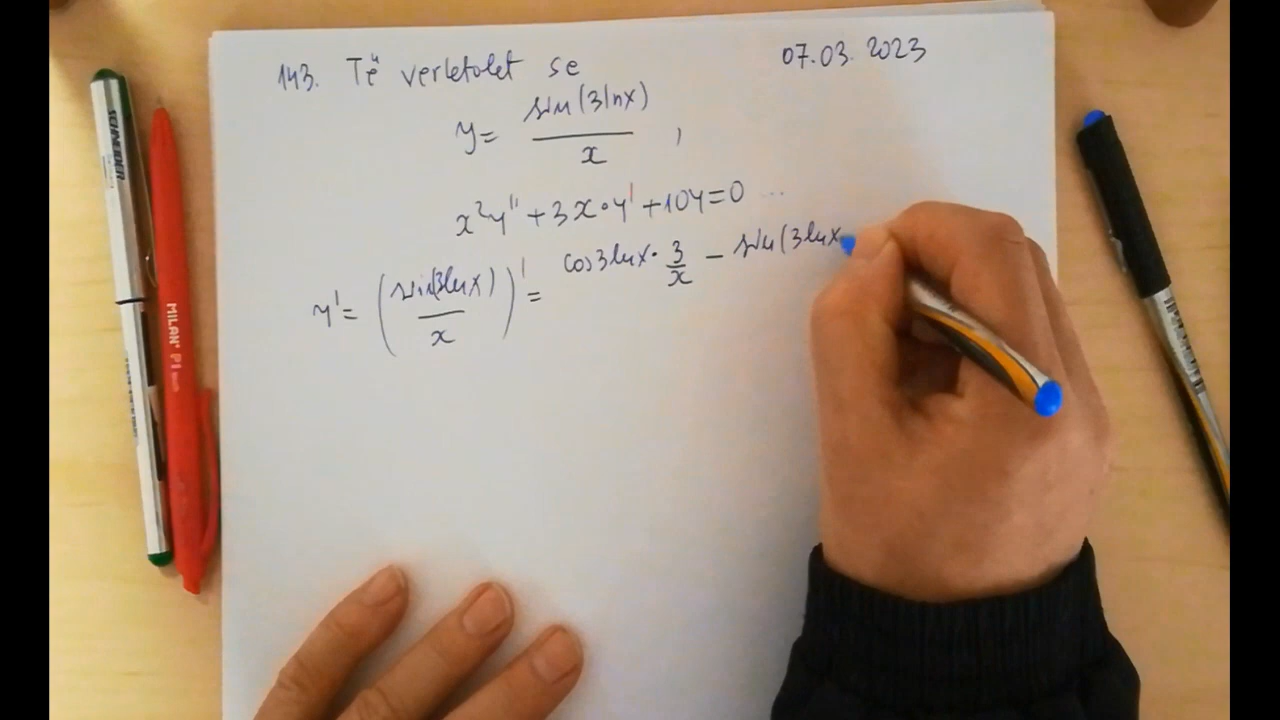 143. Të vërtetohet se 07.03.2023
y = sin(3lnx) / x ,
x²y'' + 3x·y' + 10y = 0 ...
y' = (sin(3lnx) / x)' = cos3lnx · 3/x - sin(3lnx
SCHNEIDER
MILAN® P1